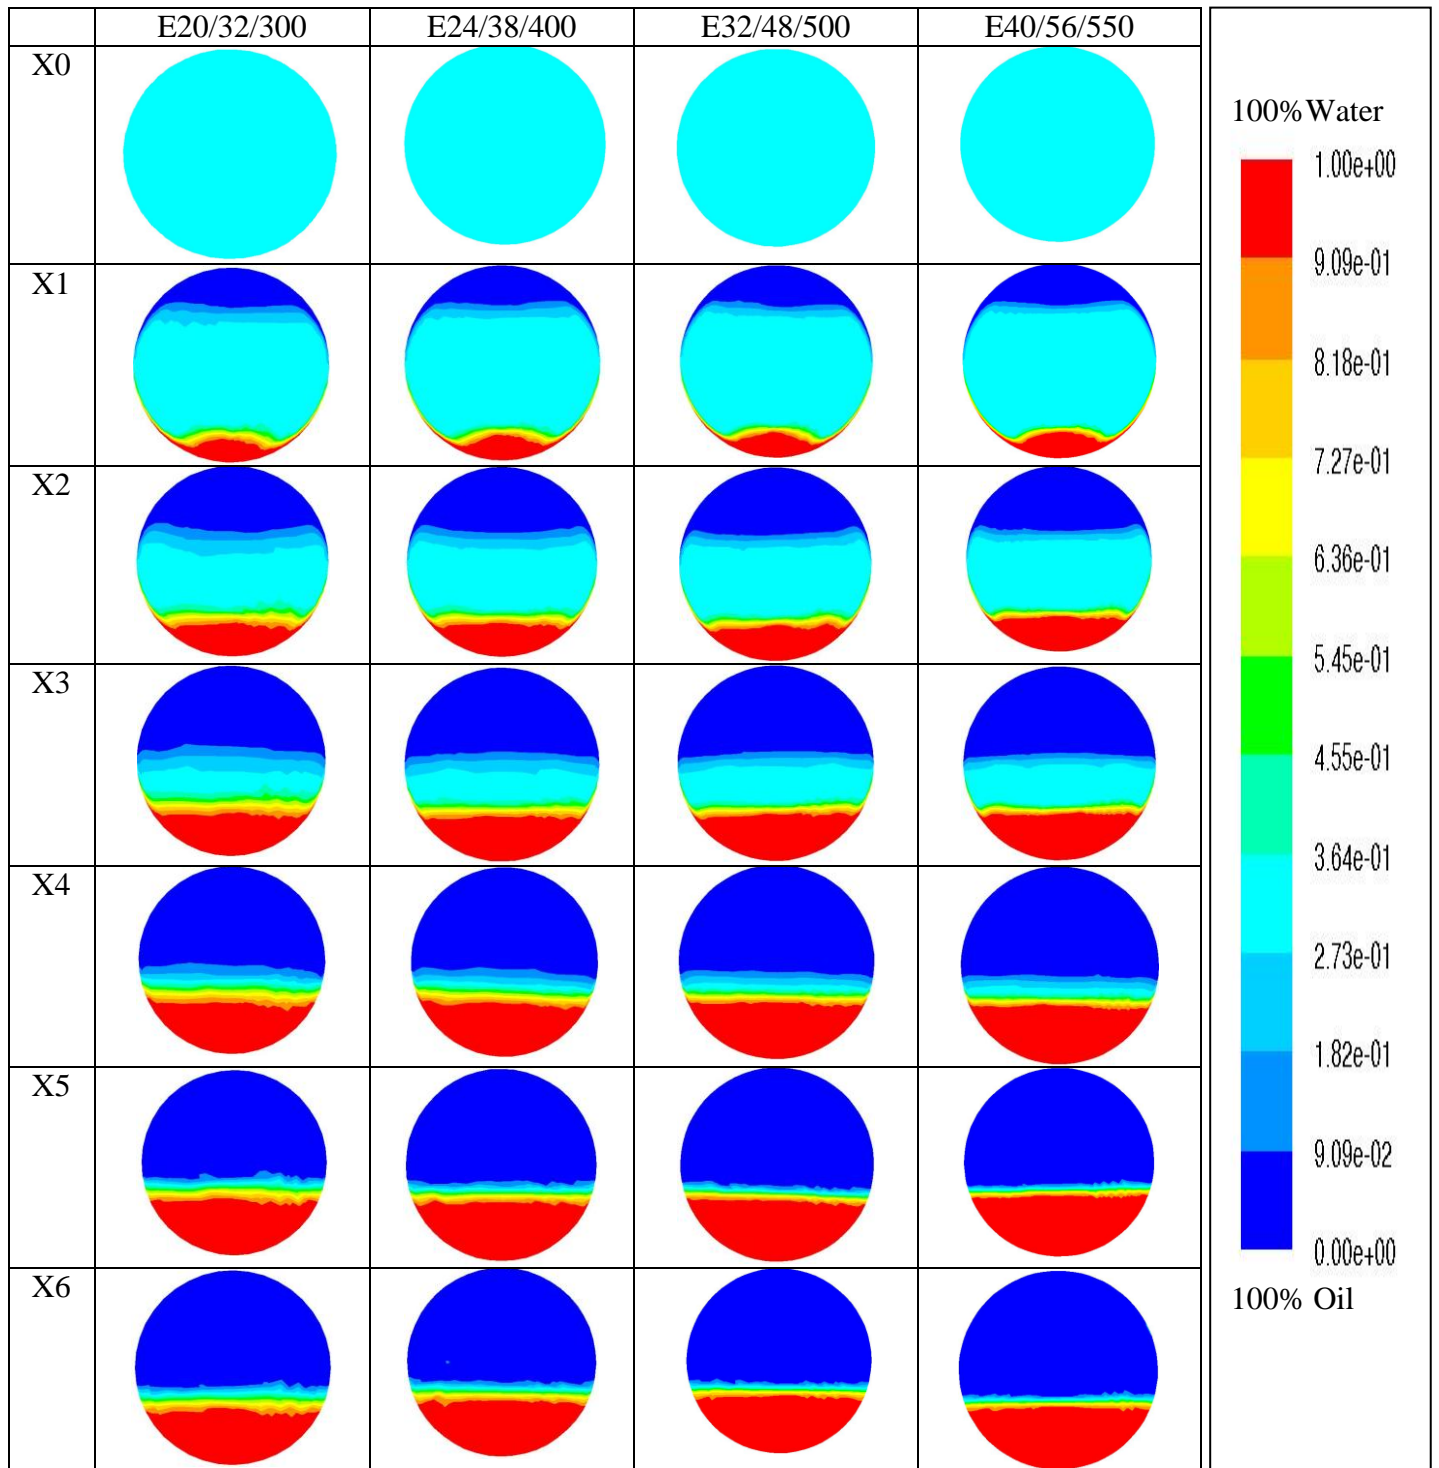 E20/32/300 E24/38/400 E32/48/500 E40/56/550
X0
X1
X2
X3
X4
X5
X6
100% Water
1.00e+00
9.09e-01
8.18e-01
7.27e-01
6.36e-01
5.45e-01
4.55e-01
3.64e-01
2.73e-01
1.82e-01
9.09e-02
0.00e+00
100% Oil